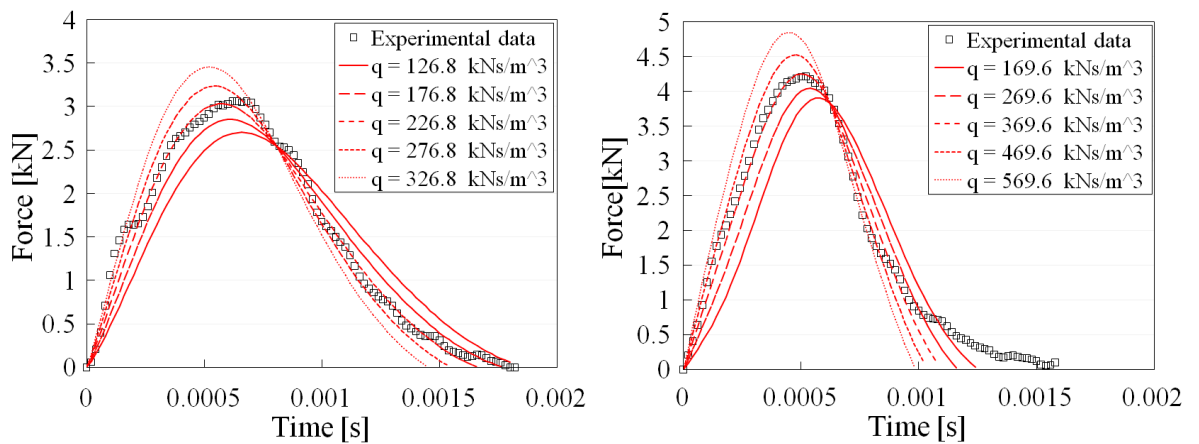 4
3.5
3
2.5
2
1.5
1
0.5
0
Force [kN]
Experimental data
q = 126.8 kNs/m^3
q = 176.8 kNs/m^3
q = 226.8 kNs/m^3
q = 276.8 kNs/m^3
q = 326.8 kNs/m^3
0
0.0005
0.001
0.0015
0.002
Time [s]
5
4.5
4
3.5
3
2.5
2
1.5
1
0.5
0
Force[kN]
Experimental data
q = 169.6 kNs/m^3
q = 269.6 kNs/m^3
q = 369.6 kNs/m^3
q = 469.6 kNs/m^3
q = 569.6 kNs/m^3
0
0.0005
0.001
0.0015
0.002
Time [s]